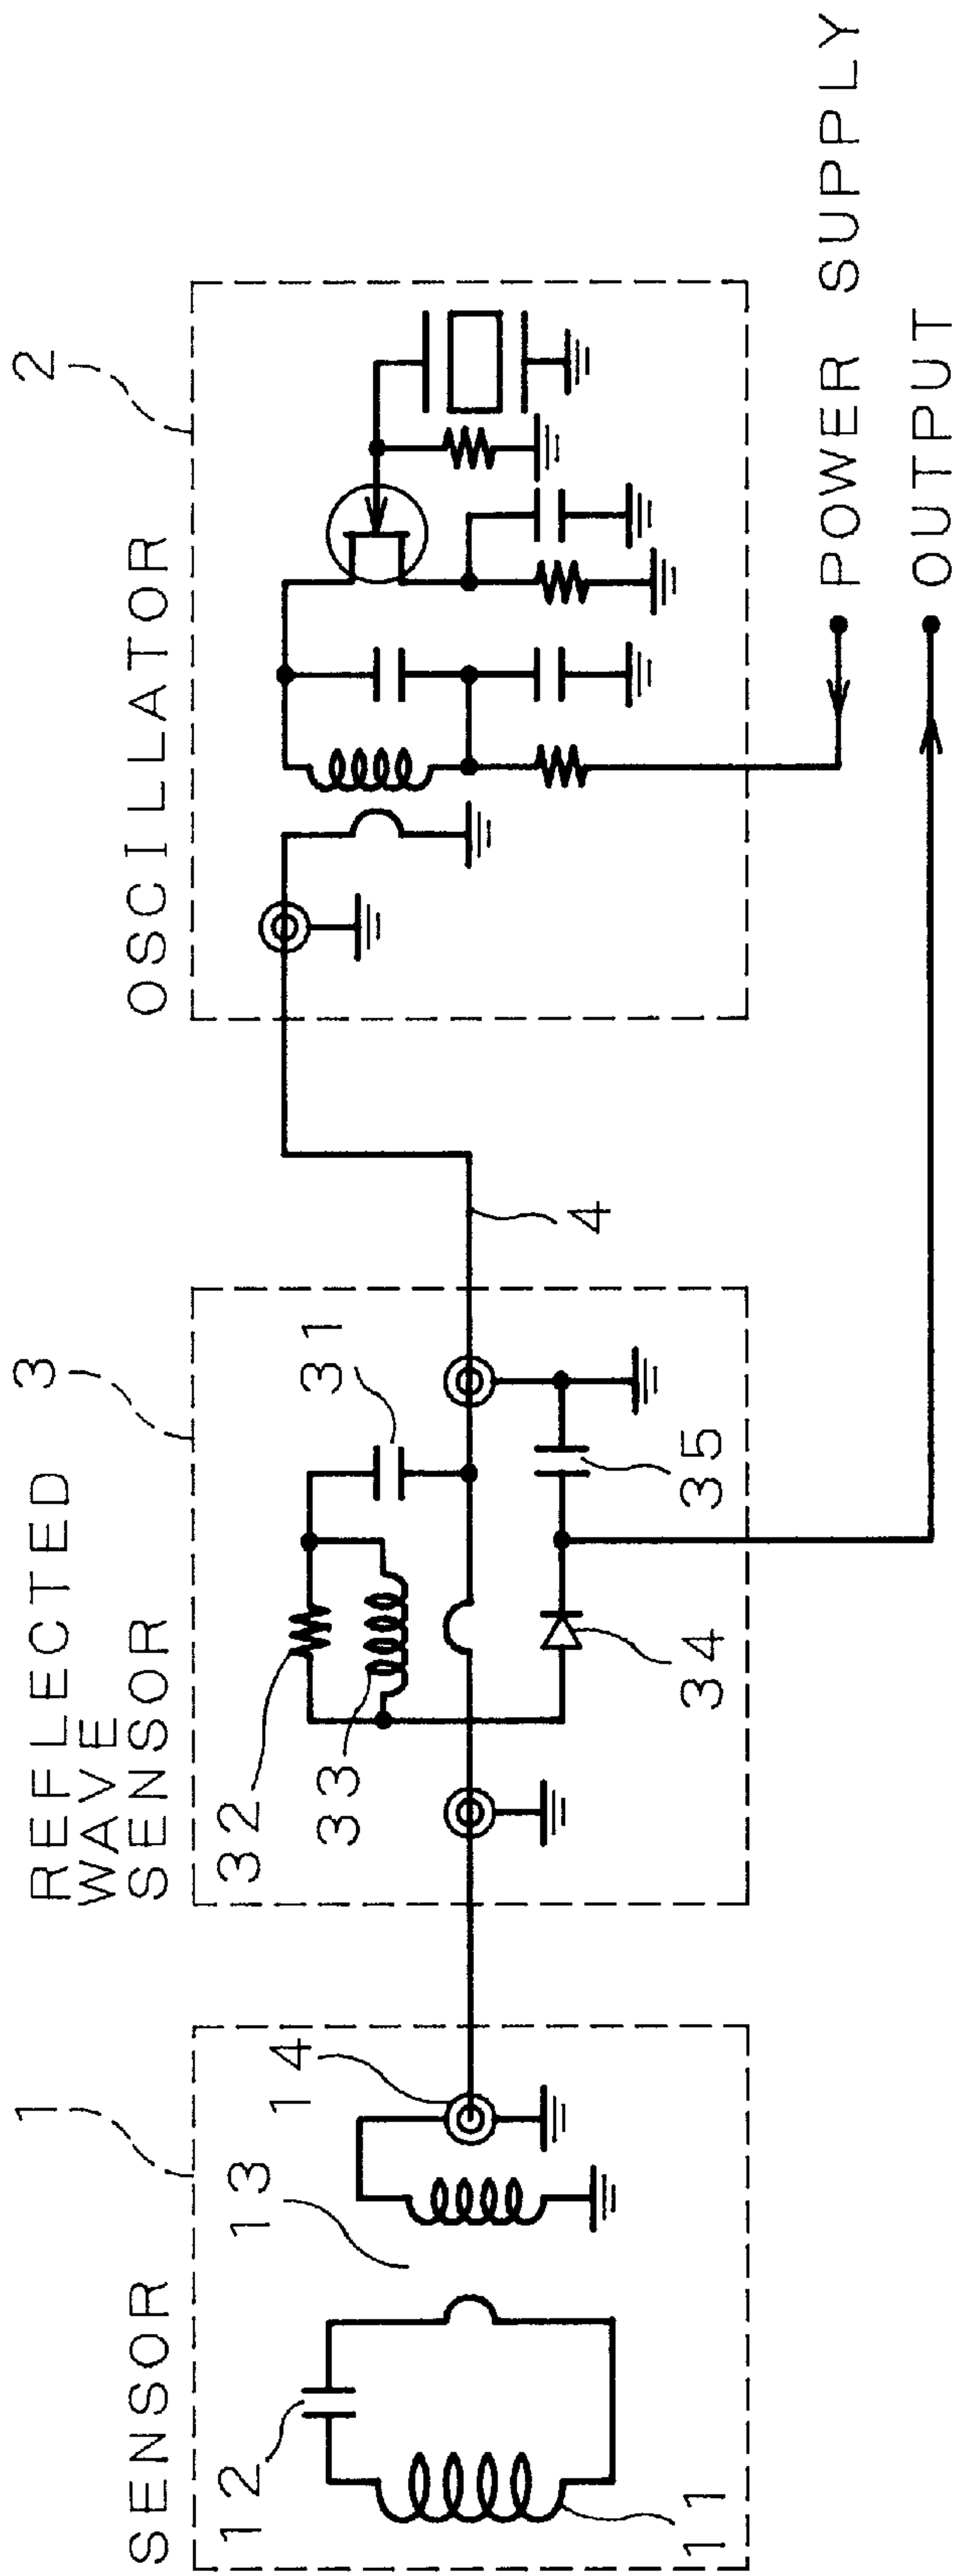 SENSOR
1
11
12
13
14
REFLECTED
WAVE
SENSOR
3
31
32
33
34
35
4
OSCILLATOR
2
POWER SUPPLY
OUTPUT